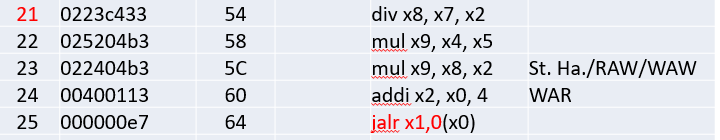 21 0223c433 54 div x8, x7, x2
22 025204b3 58 mul x9, x4, x5
23 022404b3 5C mul x9, x8, x2 St. Ha./RAW/WAW
24 00400113 60 addi x2, x0, 4 WAR
25 000000e7 64 jalr x1,0(x0)